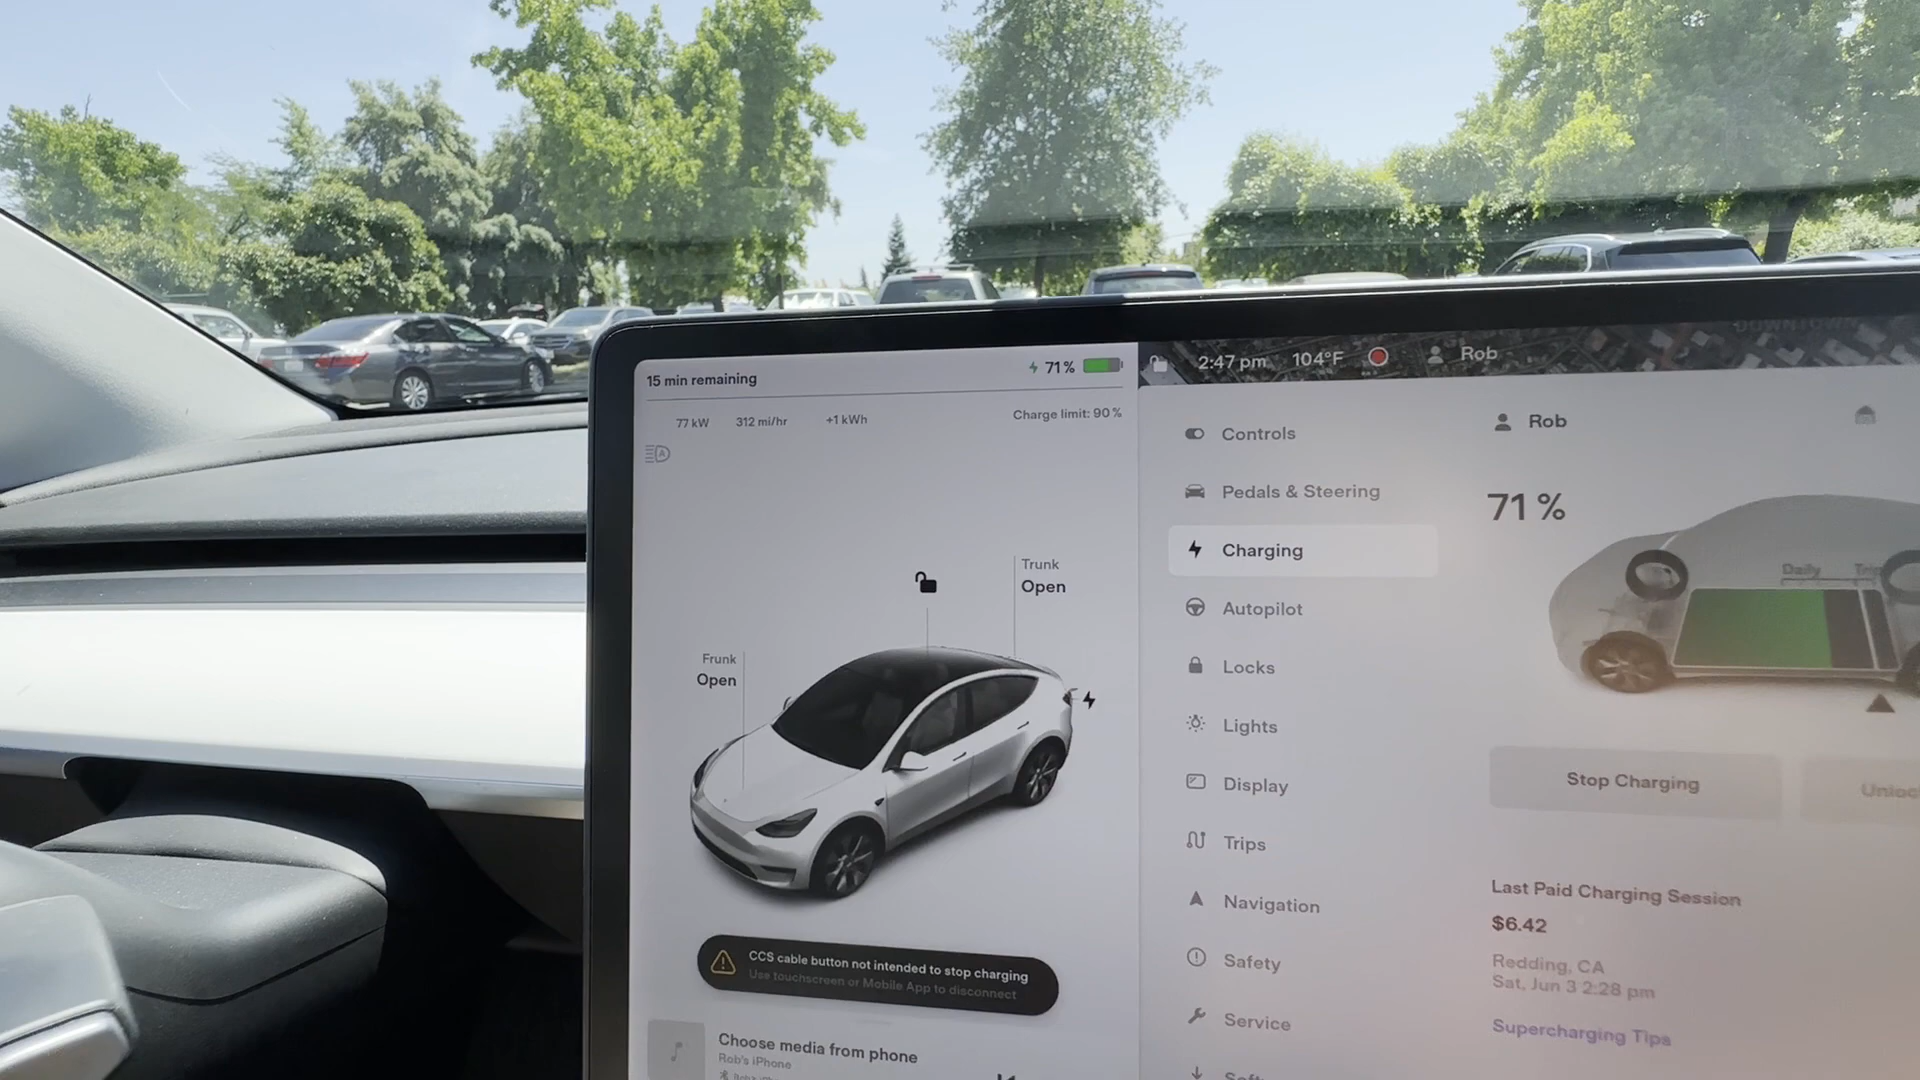 15 min remaining
71%
77 kW 312 mi/hr +1 kWh Charge limit: 90%
Trunk
Open
Frunk
Open
CCS cable button not intended to stop charging
Use touchscreen or Mobile App to disconnect
Choose media from phone
Rob's iPhone
2:47 pm 104°F Rob
DOWNTOWN
Controls
Pedals & Steering
Charging
Autopilot
Locks
Lights
Display
Trips
Navigation
Safety
Service
Rob
71%
Daily
Stop Charging
Last Paid Charging Session
$6.42
Redding, CA
Sat, Jun 3 2:28 pm
Supercharging Tips